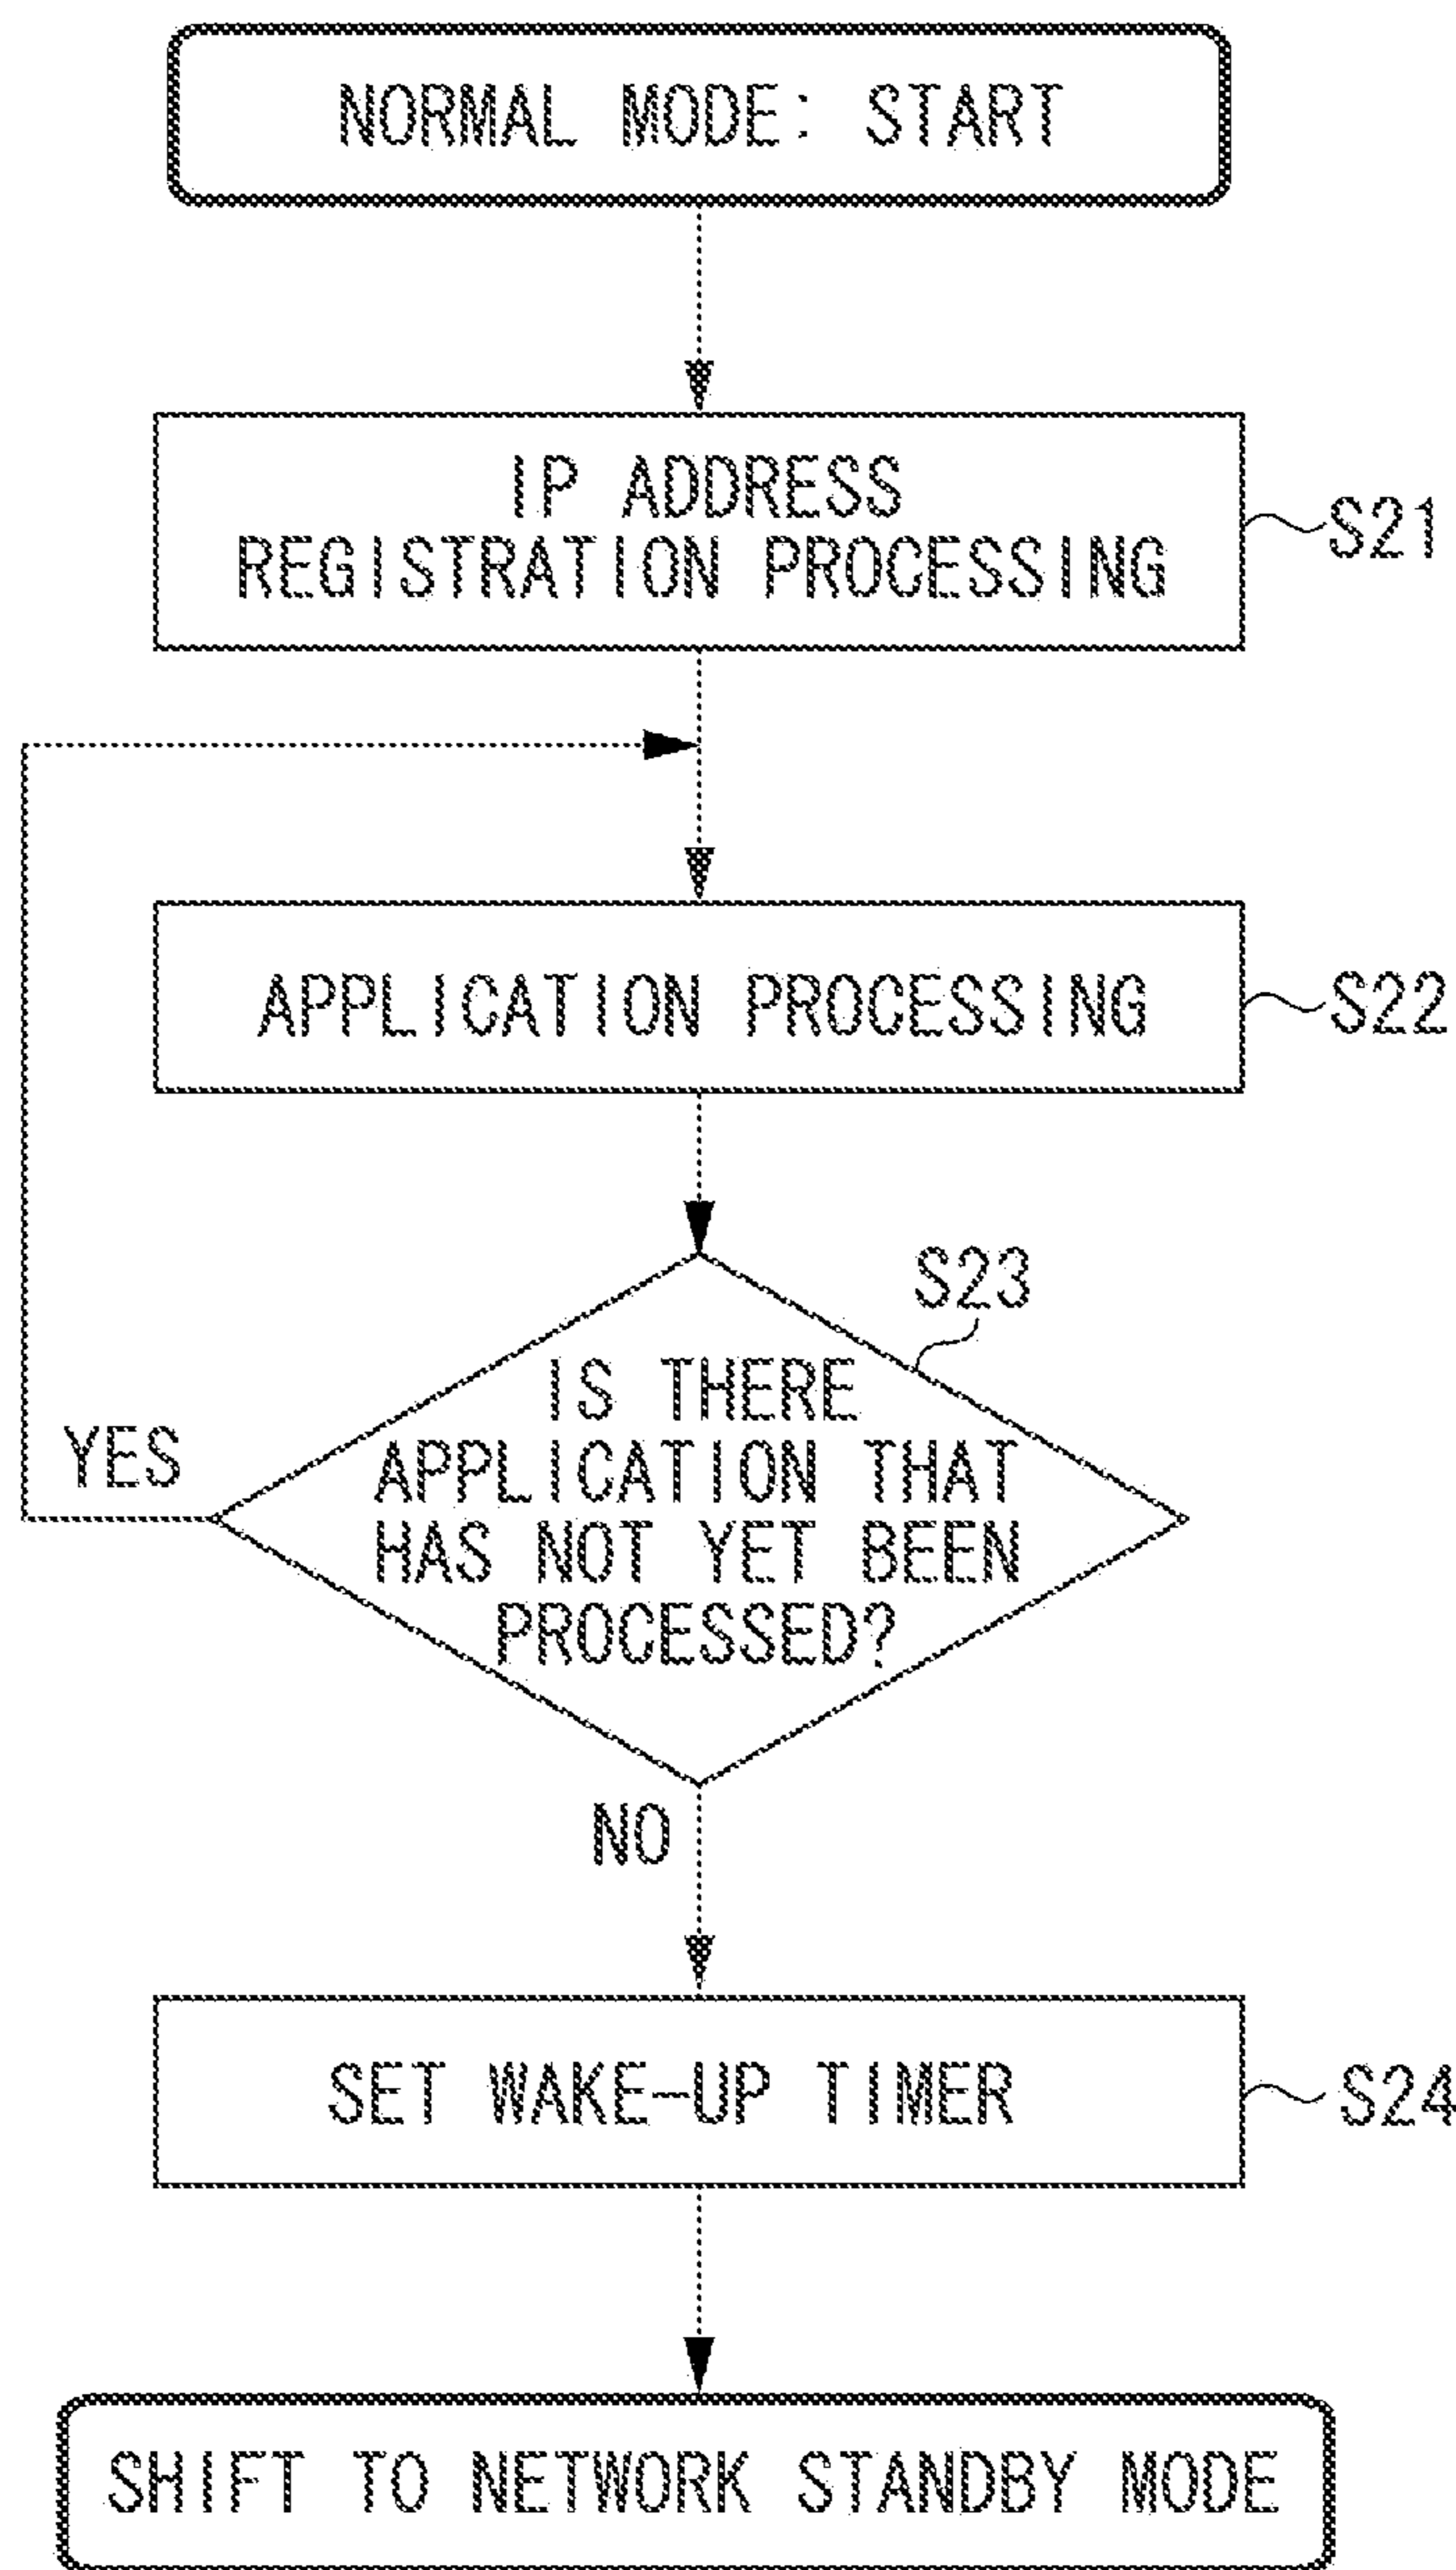 NORMAL MODE: START
IP ADDRESS
REGISTRATION PROCESSING
S21
APPLICATION PROCESSING
S22
S23
IS THERE
APPLICATION THAT
HAS NOT YET BEEN
PROCESSED?
YES
NO
SET WAKE-UP TIMER
S24
SHIFT TO NETWORK STANDBY MODE